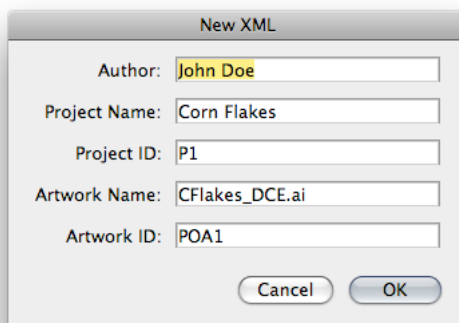 New XML
Author: John Doe
Project Name: Corn Flakes
Project ID: P1
Artwork Name: CFlakes_DCE.ai
Artwork ID: POA1
Cancel OK